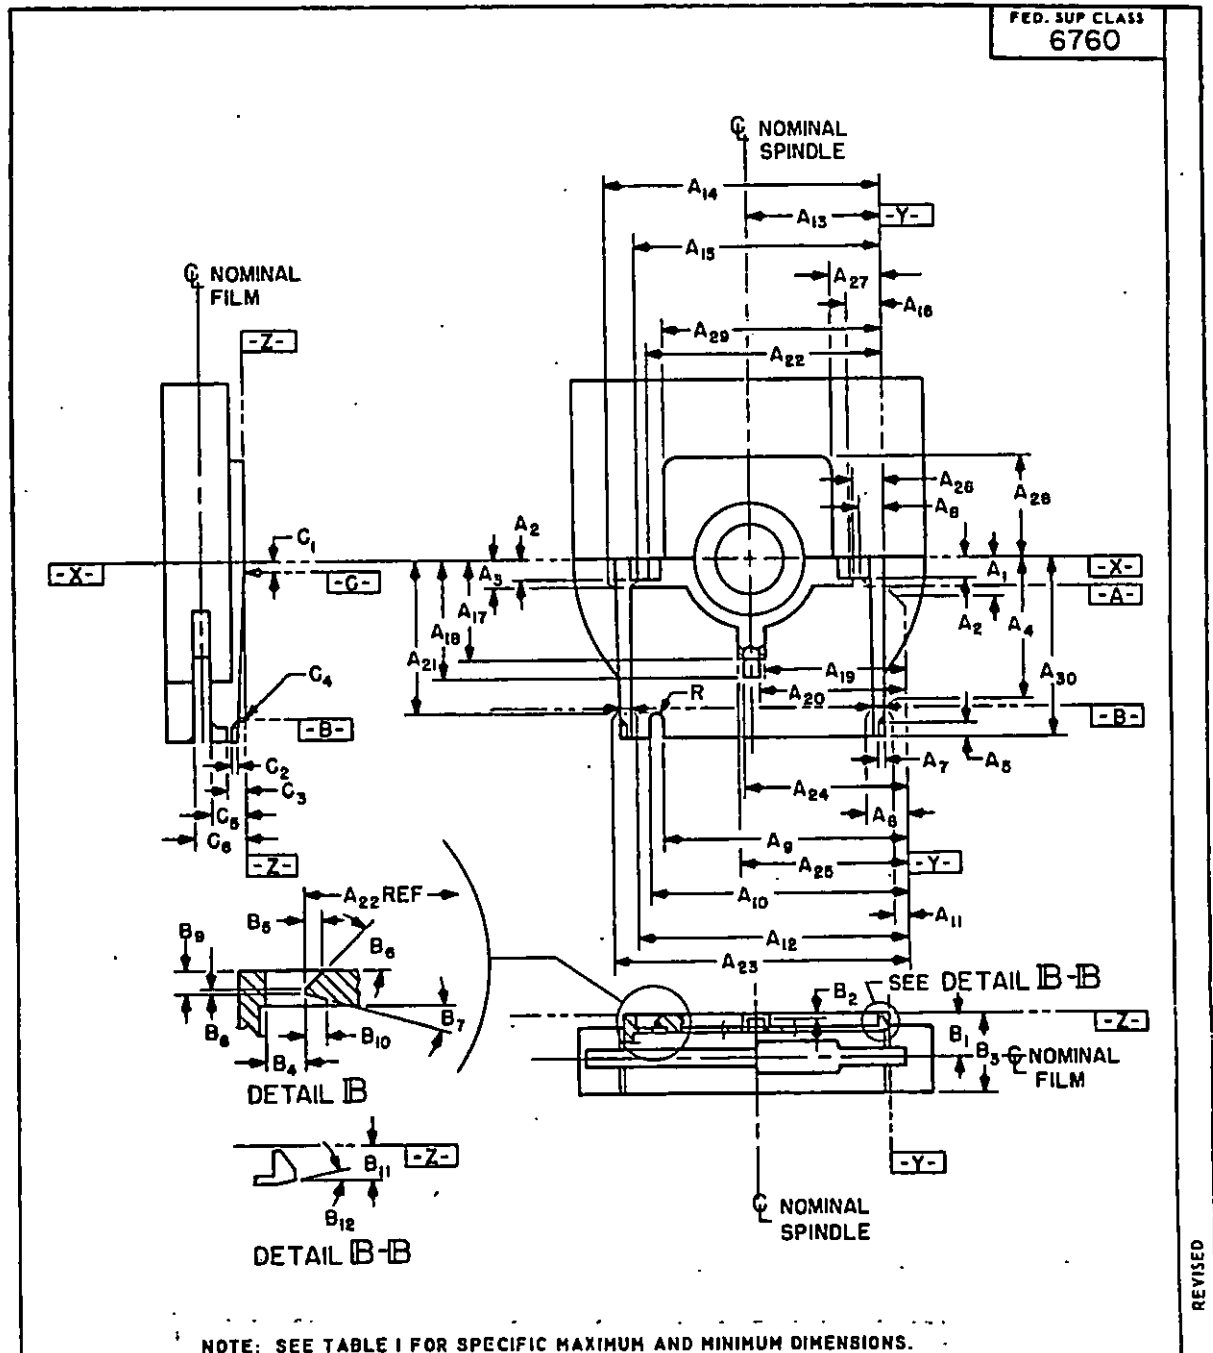 FED. SUP CLASS
6760
℄ NOMINAL
SPINDLE
A14
A13
-Y-
A15
℄ NOMINAL
FILM
A27
A16
-Z-
A29
A22
A26
A28
A8
A2
C1
A3
A1
-X-
-X-
-C-
A17
A2
A4
-A-
A18
A21
A19
A30
C4
R
A20
-B-
-B-
C2
A7
A5
C3
A24
C5
A6
C6
A9
-Z-
A25
-Y-
A22 REF
A10
B5
A11
B9
B6
A12
A23
SEE DETAIL B-B
B2
B7
B1
-Z-
B8
B10
B3
℄ NOMINAL
FILM
B4
DETAIL B
B11
-Z-
-Y-
B12
℄ NOMINAL
SPINDLE
DETAIL B-B
REVISED
NOTE: SEE TABLE I FOR SPECIFIC MAXIMUM AND MINIMUM DIMENSIONS.